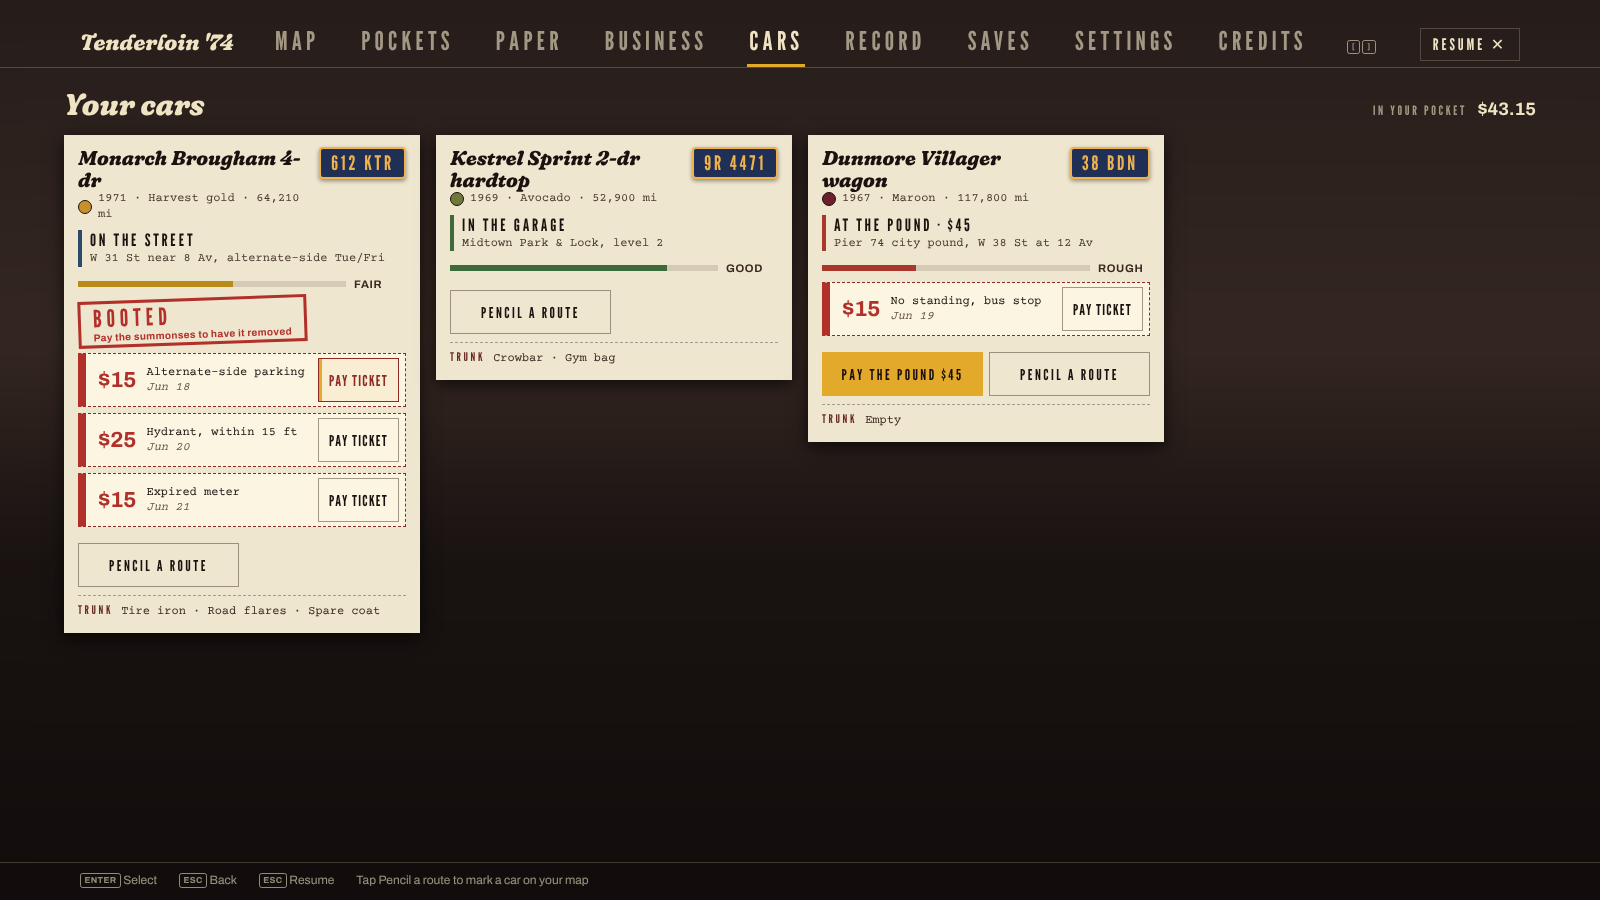 Tenderloin '74
MAP
POCKETS
PAPER
BUSINESS
CARS
RECORD
SAVES
SETTINGS
CREDITS
[ ]
RESUME ✕
Your cars
IN YOUR POCKET $43.15
Monarch Brougham 4-
dr
612 KTR
1971 · Harvest gold · 64,210
mi
ON THE STREET
W 31 St near 8 Av, alternate-side Tue/Fri
FAIR
BOOTED
Pay the summonses to have it removed
$15 Alternate-side parking
Jun 18
PAY TICKET
$25 Hydrant, within 15 ft
Jun 20
PAY TICKET
$15 Expired meter
Jun 21
PAY TICKET
PENCIL A ROUTE
TRUNK Tire iron · Road flares · Spare coat
Kestrel Sprint 2-dr
hardtop
9R 4471
1969 · Avocado · 52,900 mi
IN THE GARAGE
Midtown Park & Lock, level 2
GOOD
PENCIL A ROUTE
TRUNK Crowbar · Gym bag
Dunmore Villager
wagon
38 BDN
1967 · Maroon · 117,800 mi
AT THE POUND · $45
Pier 74 city pound, W 38 St at 12 Av
ROUGH
$15 No standing, bus stop
Jun 19
PAY TICKET
PAY THE POUND $45
PENCIL A ROUTE
TRUNK Empty
ENTER Select
ESC Back
ESC Resume
Tap Pencil a route to mark a car on your map